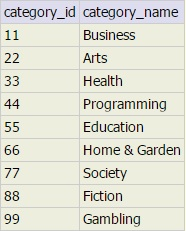 category_id category_name
11 Business
22 Arts
33 Health
44 Programming
55 Education
66 Home & Garden
77 Society
88 Fiction
99 Gambling